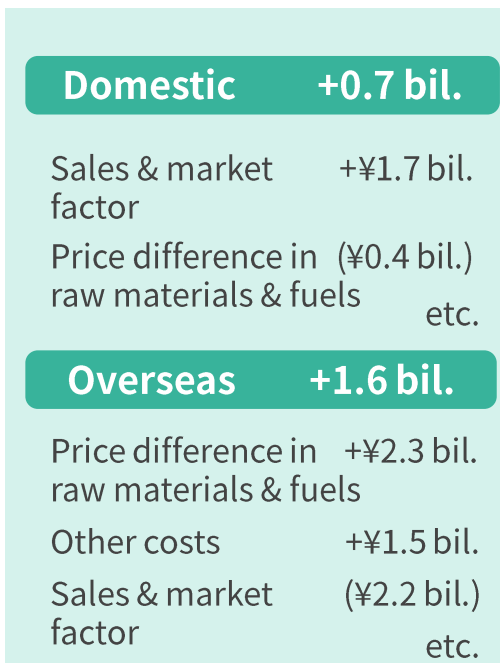 Domestic +0.7 bil.
Sales & market +¥1.7 bil.
factor
Price difference in (¥0.4 bil.)
raw materials & fuels
etc.
Overseas +1.6 bil.
Price difference in +¥2.3 bil.
raw materials & fuels
Other costs +¥1.5 bil.
Sales & market (¥2.2 bil.)
factor
etc.